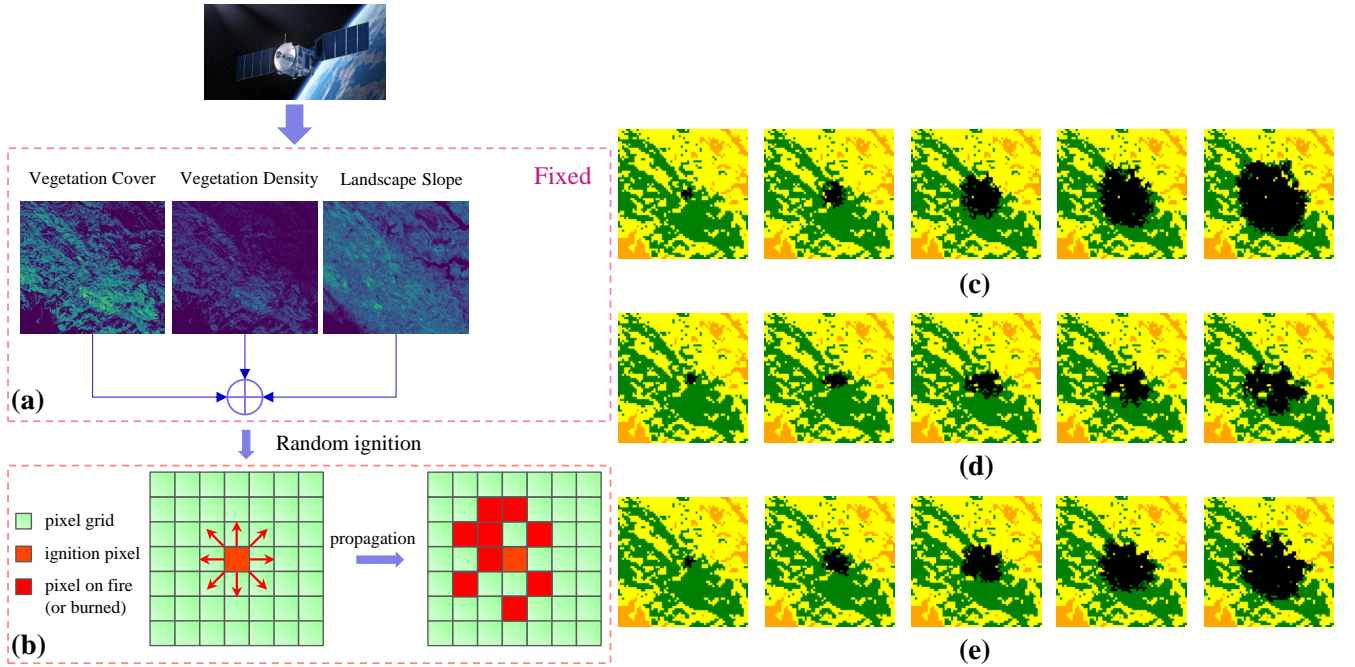 Fixed
Vegetation Cover
Vegetation Density
Landscape Slope
(a)
Random ignition
pixel grid
ignition pixel
pixel on fire
(or burned)
propagation
(b)
(c)
(d)
(e)